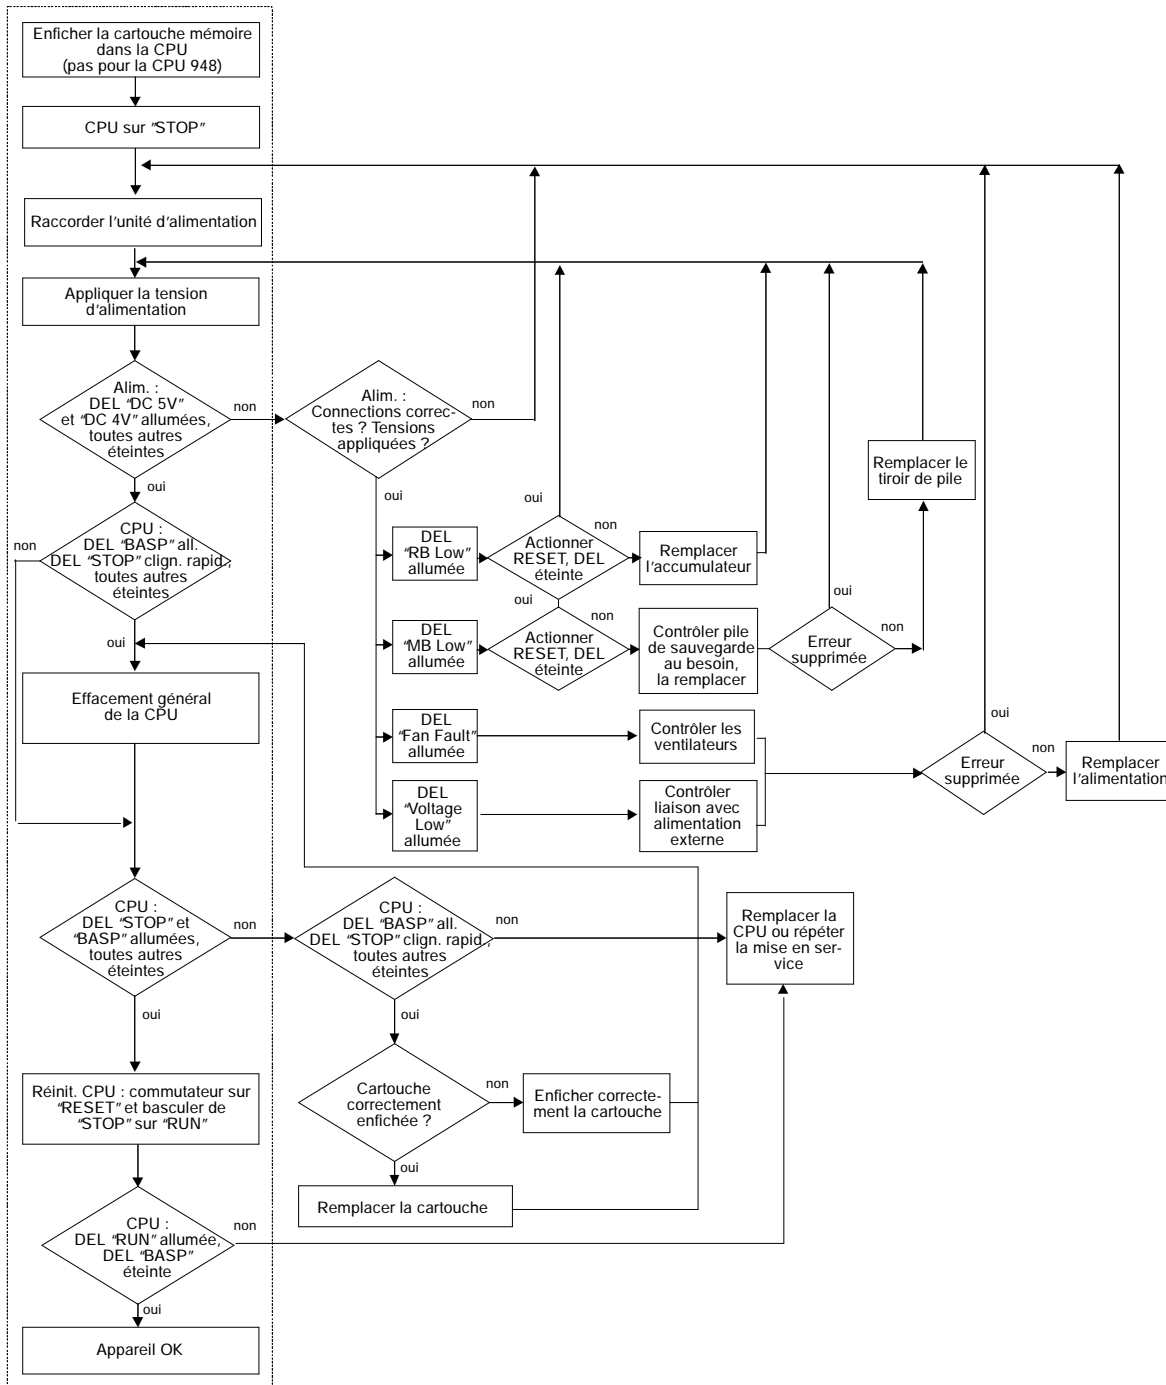 Enficher la cartouche mémoire
dans la CPU
(pas pour la CPU 948)
CPU sur "STOP"
Raccorder l'unité d'alimentation
Appliquer la tension
d'alimentation
Alim. :
DEL "DC 5V"
et "DC 4V" allumées,
toutes autres
éteintes
non
oui
Alim. :
Connections correc-
tes ? Tensions
appliquées ?
non
oui
Remplacer le
tiroir de pile
CPU :
DEL "BASP" all.
DEL "STOP" clign. rapid.,
toutes autres
éteintes
non
oui
DEL
"RB Low"
allumée
Actionner
RESET, DEL
éteinte
oui
non
Remplacer
l'accumulateur
DEL
"MB Low"
allumée
oui
Actionner
RESET, DEL
éteinte
non
Contrôler pile
de sauvegarde
au besoin,
la remplacer
Erreur
supprimée
oui
non
Effacement général
de la CPU
DEL
"Fan Fault"
allumée
Contrôler les
ventilateurs
DEL
"Voltage
Low"
allumée
Contrôler
liaison avec
alimentation
externe
Erreur
supprimée
oui
non
Remplacer
l'alimentation
CPU :
DEL "STOP" et
"BASP" allumées,
toutes autres
éteintes
non
oui
CPU :
DEL "BASP" all.
DEL "STOP" clign. rapid.,
toutes autres
éteintes
non
oui
Remplacer la
CPU ou répéter
la mise en ser-
vice
Réinit. CPU : commutateur sur
"RESET" et basculer de
"STOP" sur "RUN"
Cartouche
correctement
enfichée ?
non
oui
Enficher correcte-
ment la cartouche
Remplacer la cartouche
CPU :
DEL "RUN" allumée,
DEL "BASP"
éteinte
non
oui
Appareil OK